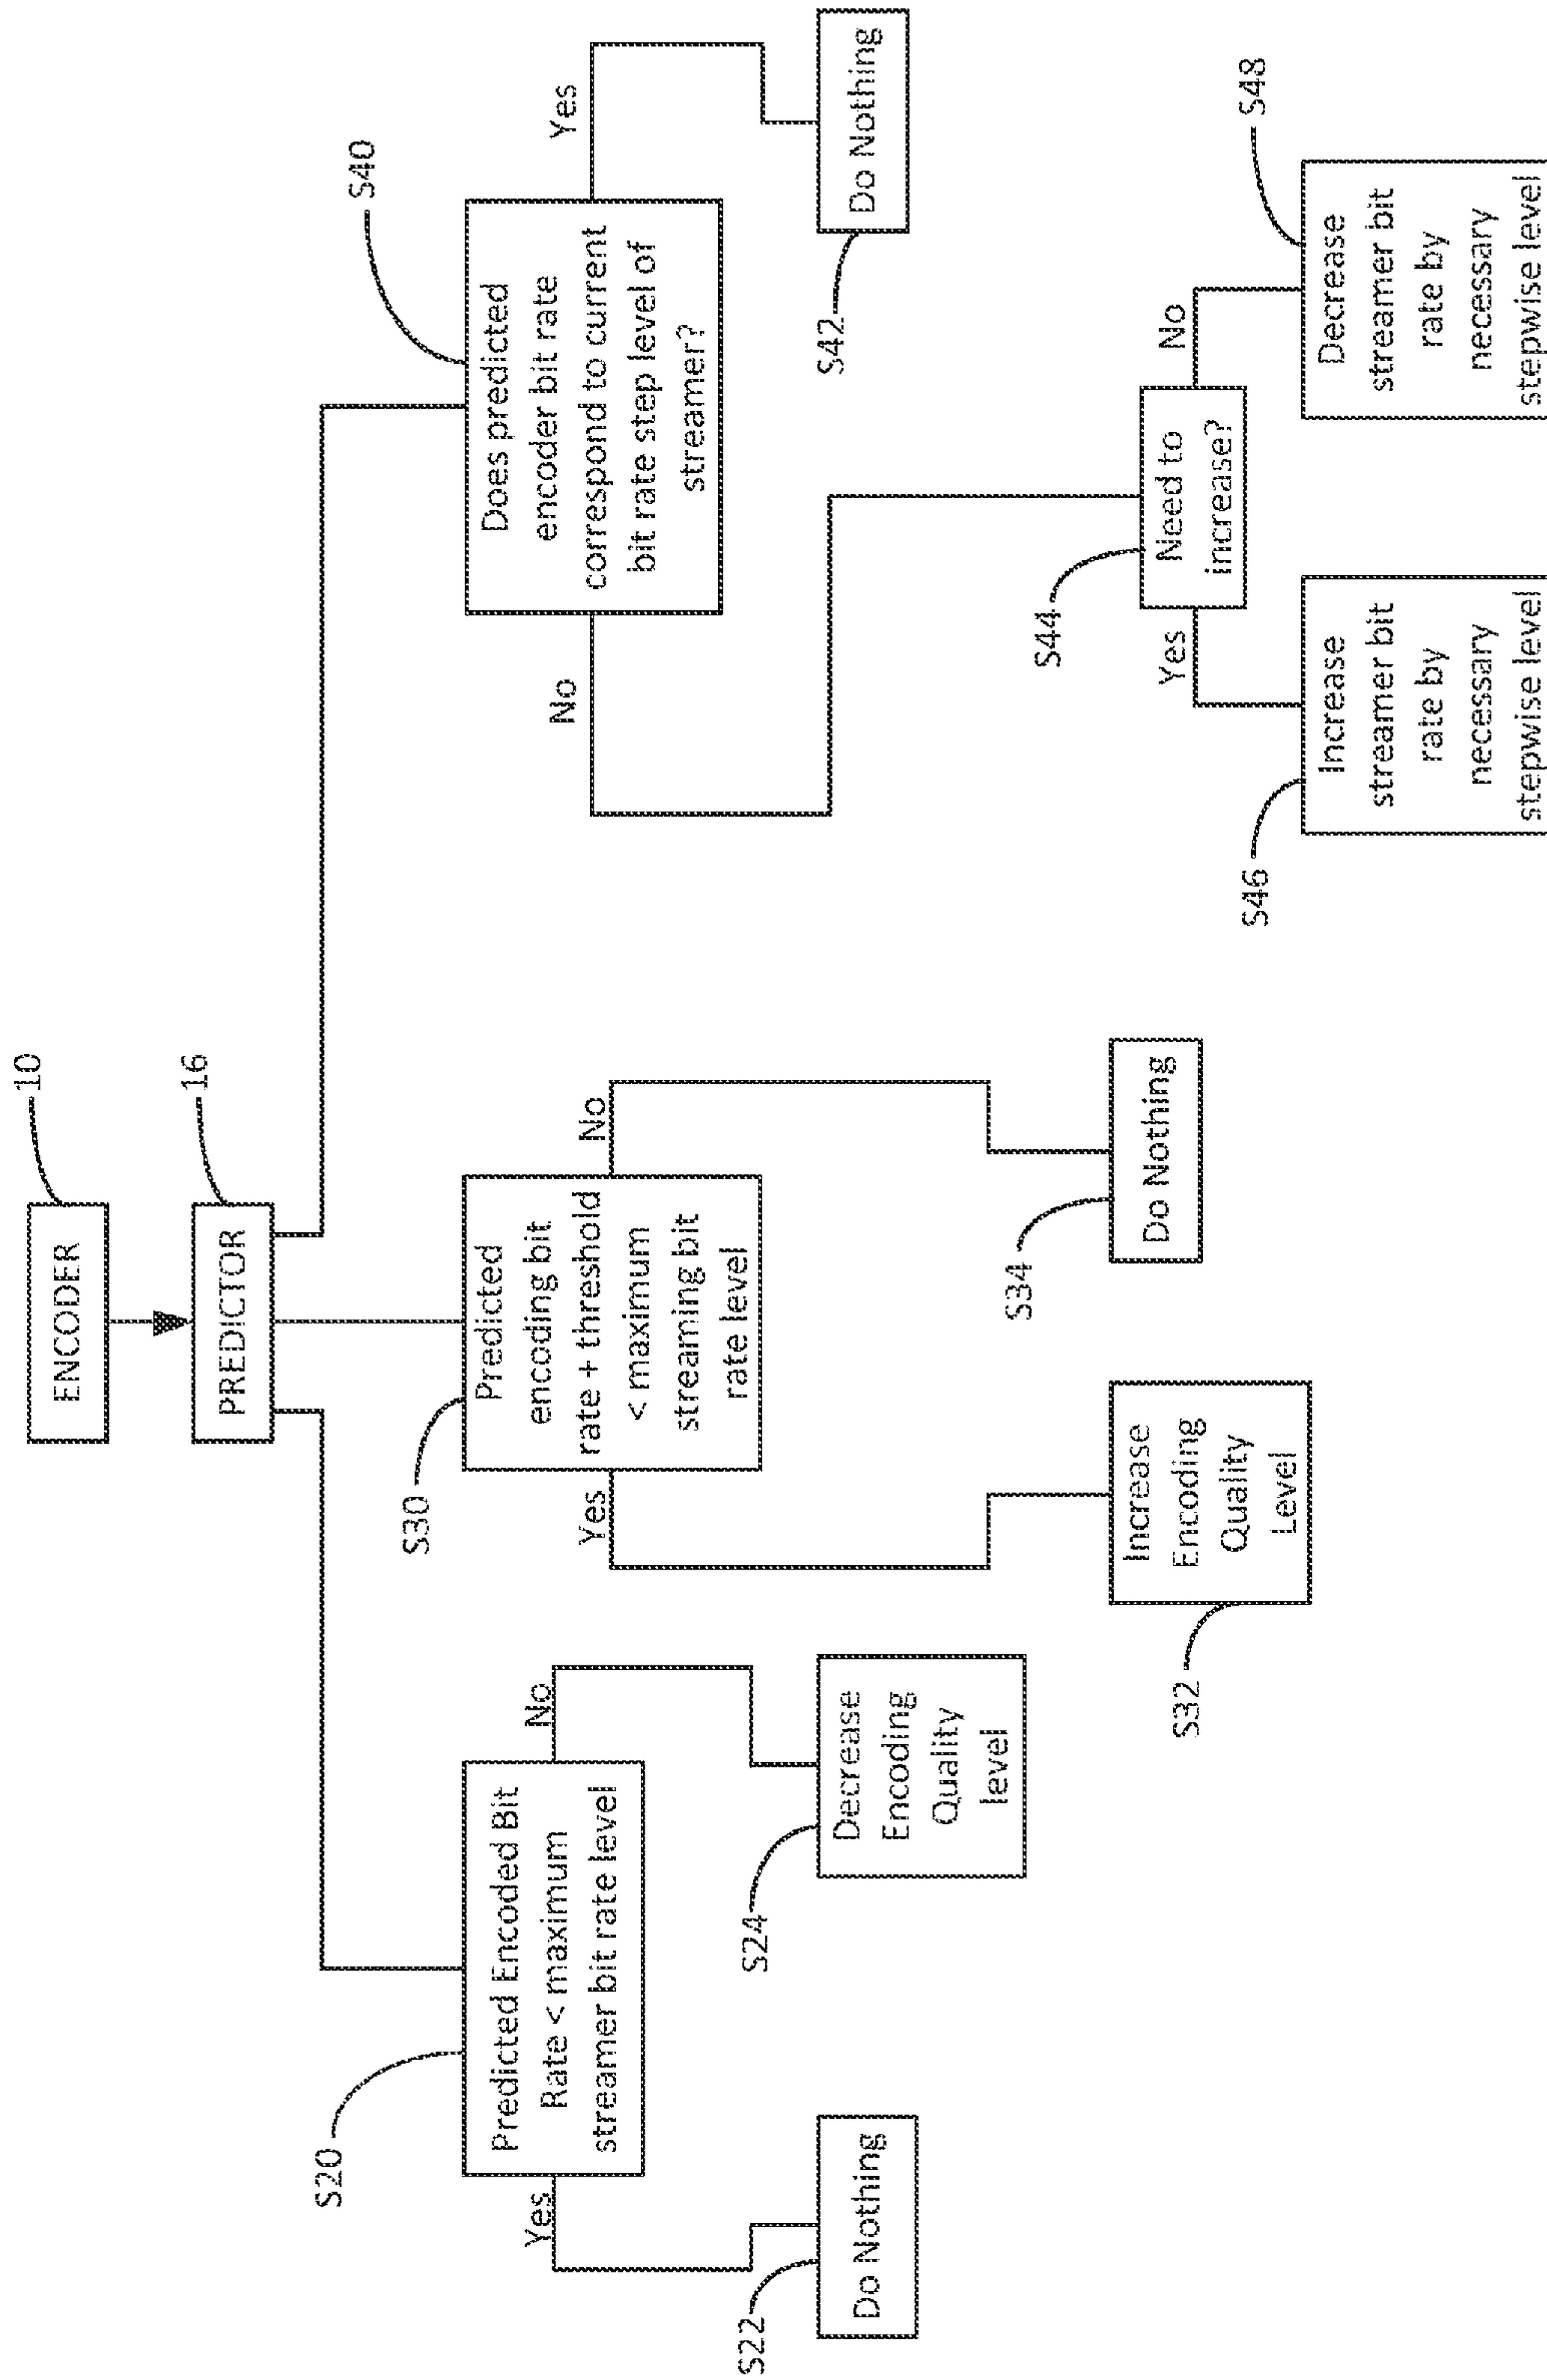 10
ENCODER
16
PREDICTOR
S20
Predicted Encoded Bit
Rate < maximum
streamer bit rate level
Yes
No
S22
Do Nothing
S24
Decrease
Encoding
Quality
level
S30
Predicted
encoding bit
rate + threshold
< maximum
streaming bit
rate level
Yes
No
S32
Increase
Encoding
Quality
Level
S34
Do Nothing
S40
Does predicted
encoder bit rate
correspond to current
bit rate step level of
streamer?
No
Yes
S42
Do Nothing
S44
Need to
increase?
Yes
No
S46
Increase
streamer bit
rate by
necessary
stepwise level
S48
Decrease
streamer bit
rate by
necessary
stepwise level